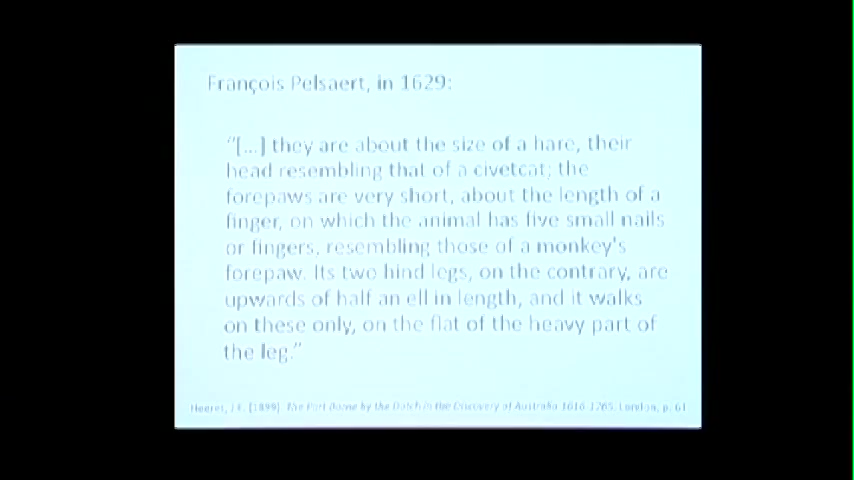 François Pelsaert, in 1629:
"[...] they are about the size of a hare, their
head resembling that of a civetcat; the
forepaws are very short, about the length of a
finger, on which the animal has five small nails
or fingers, resembling those of a monkey's
forepaw. Its two hind legs, on the contrary, are
upwards of half an ell in length, and it walks
on these only, on the flat of the heavy part of
the leg."
(1899). The Part Borne by the Dutch in the Discovery of Australia 1616-1765. London, p. 61